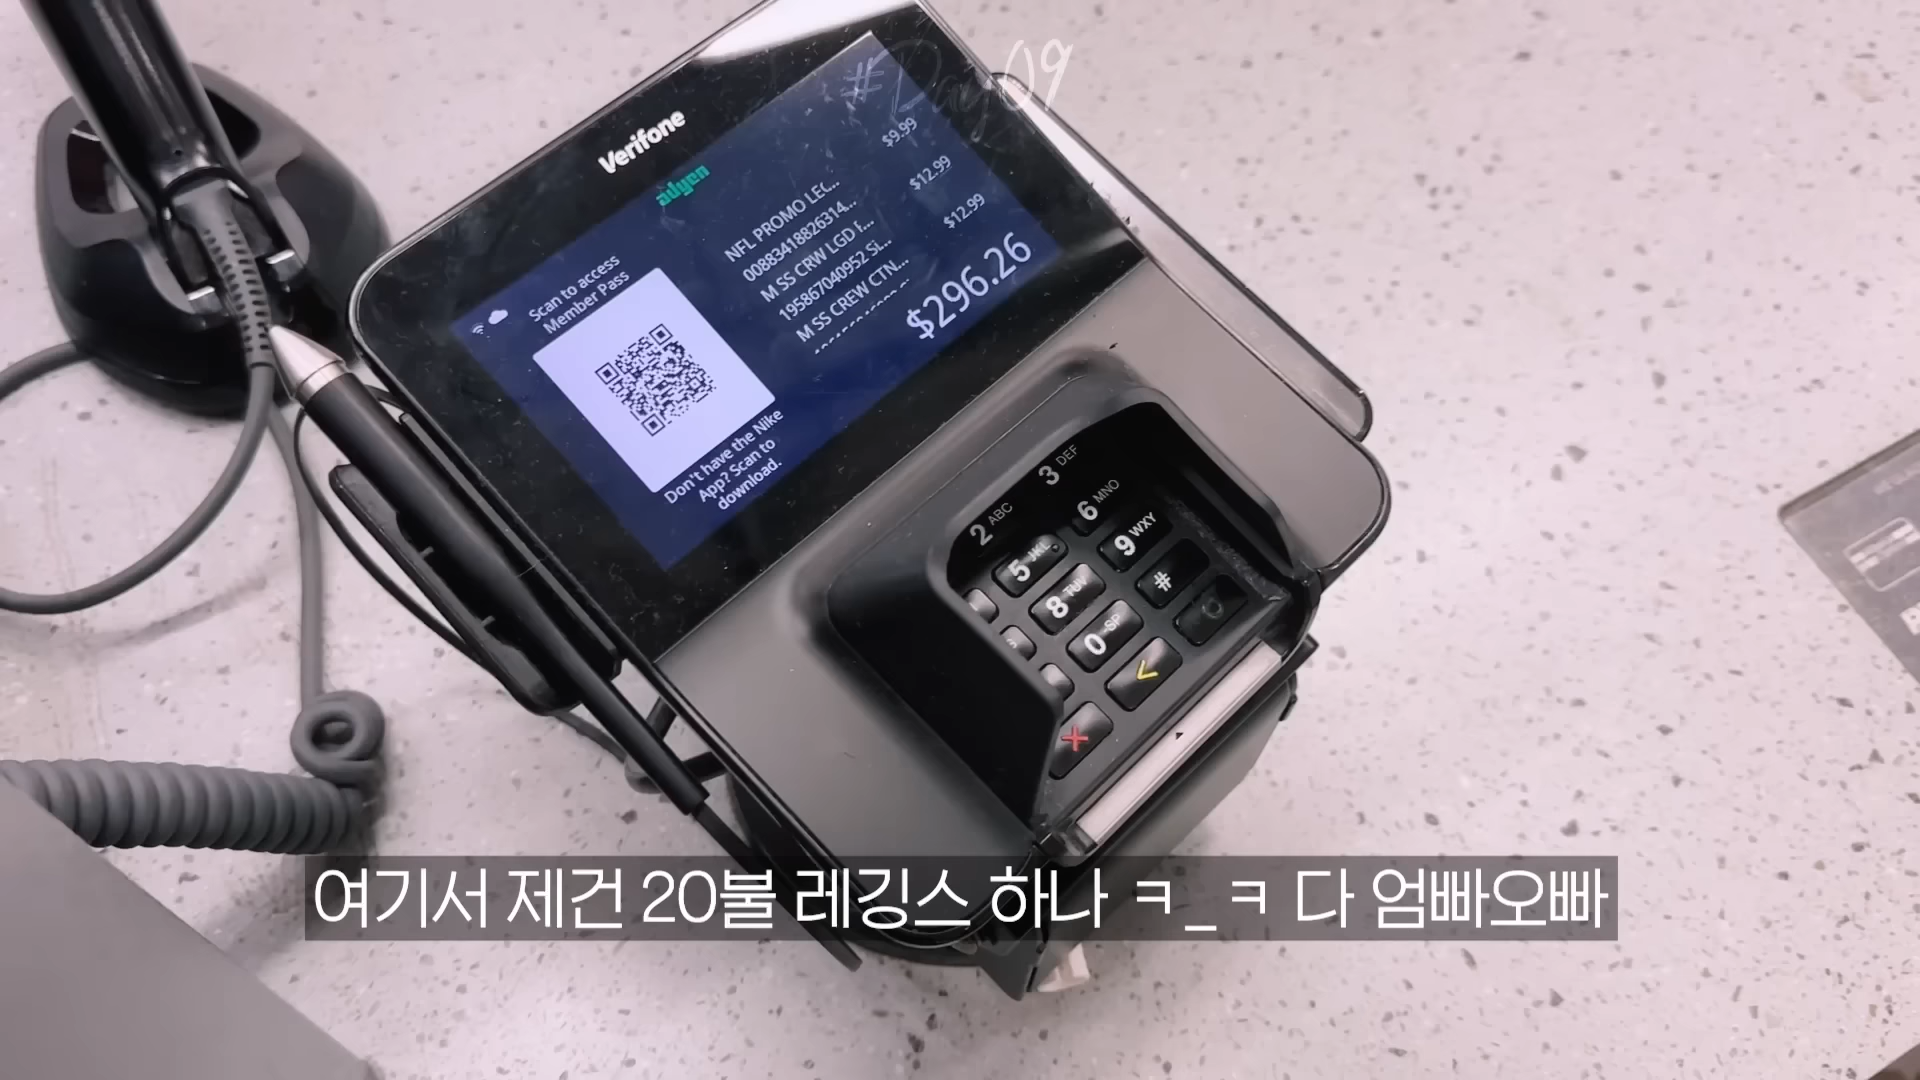 #Day09
Verifone
adyen
Scan to access
Member Pass
Don't have the Nike
App? Scan to
download.
NFL PROMO LEG... $9.99
00883418826314...
M SS CRW LGD F... $12.99
195867040952 Si...
M SS CREW CTN... $12.99
$296.26
2 ABC
3 DEF
5 JKL
6 MNO
8 TUV
9 WXY
0 -SP
#
여기서 제건 20불 레깅스 하나 ㅋ_ㅋ 다 엄빠오빠